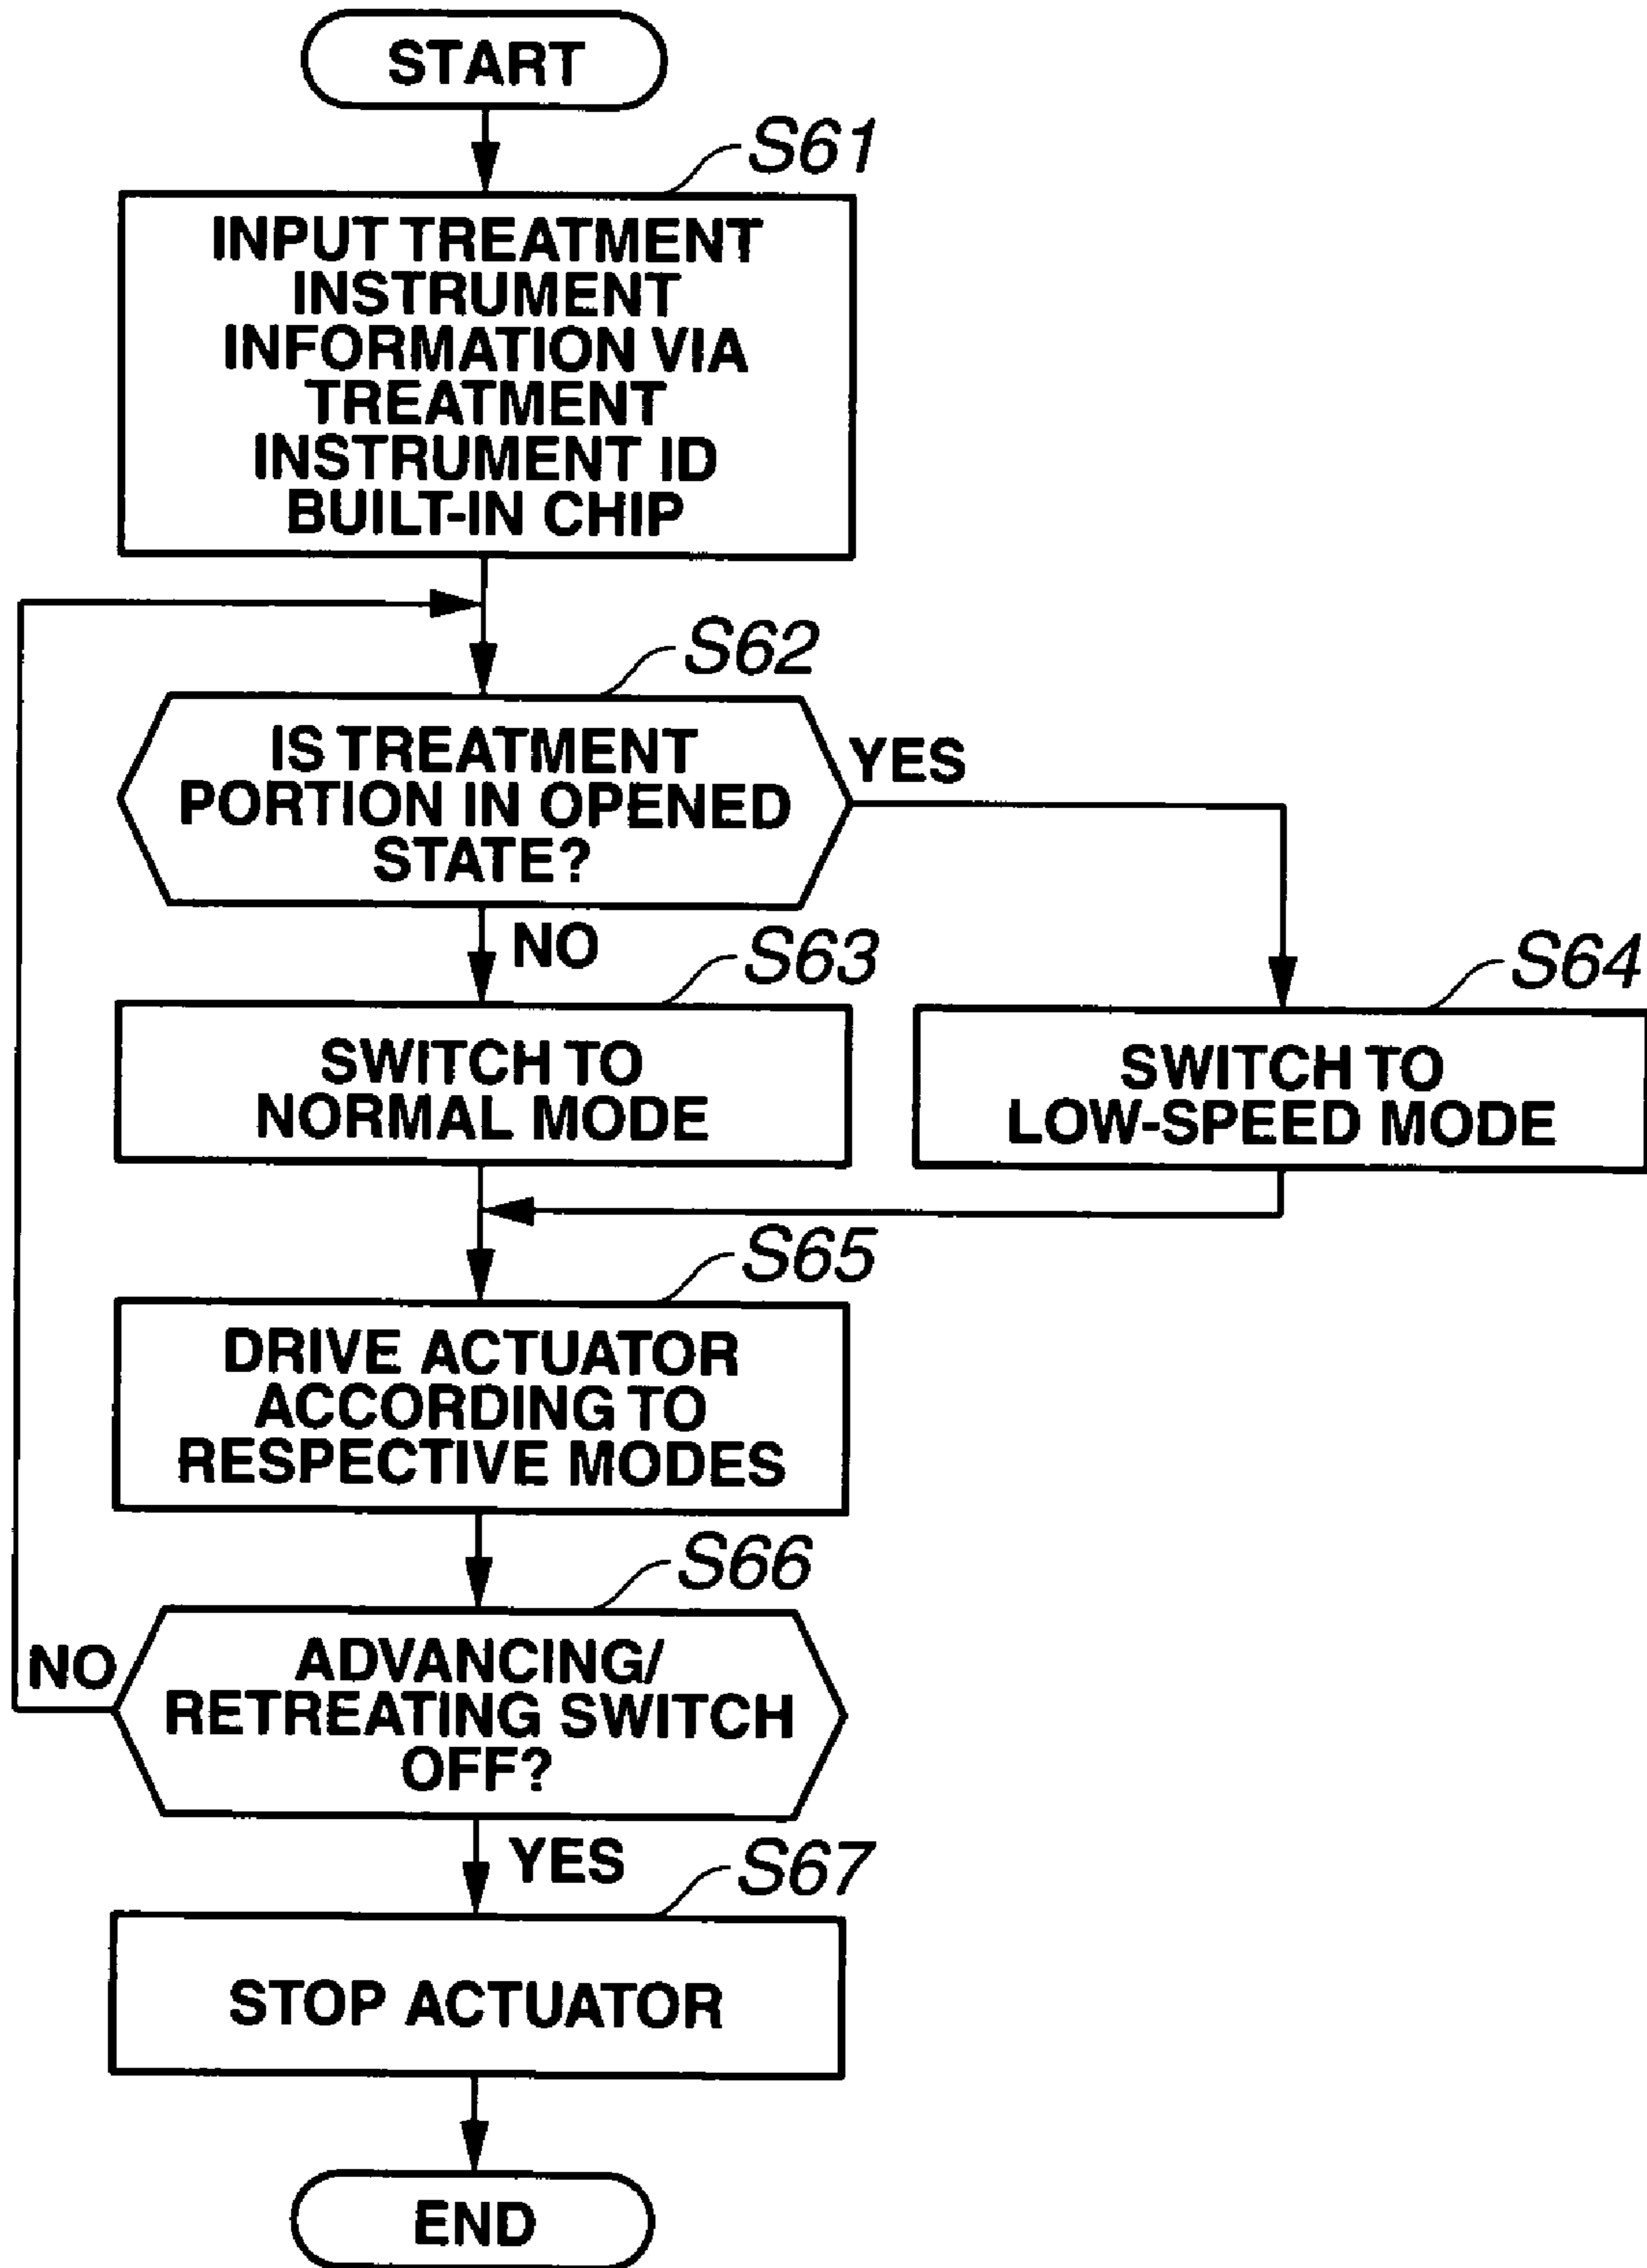 START
S61
INPUT TREATMENT
INSTRUMENT
INFORMATION VIA
TREATMENT
INSTRUMENT ID
BUILT-IN CHIP
S62
IS TREATMENT
PORTION IN OPENED
STATE?
YES
NO
S63
SWITCH TO
NORMAL MODE
S64
SWITCH TO
LOW-SPEED MODE
S65
DRIVE ACTUATOR
ACCORDING TO
RESPECTIVE MODES
S66
NO
ADVANCING/
RETREATING SWITCH
OFF?
YES
S67
STOP ACTUATOR
END